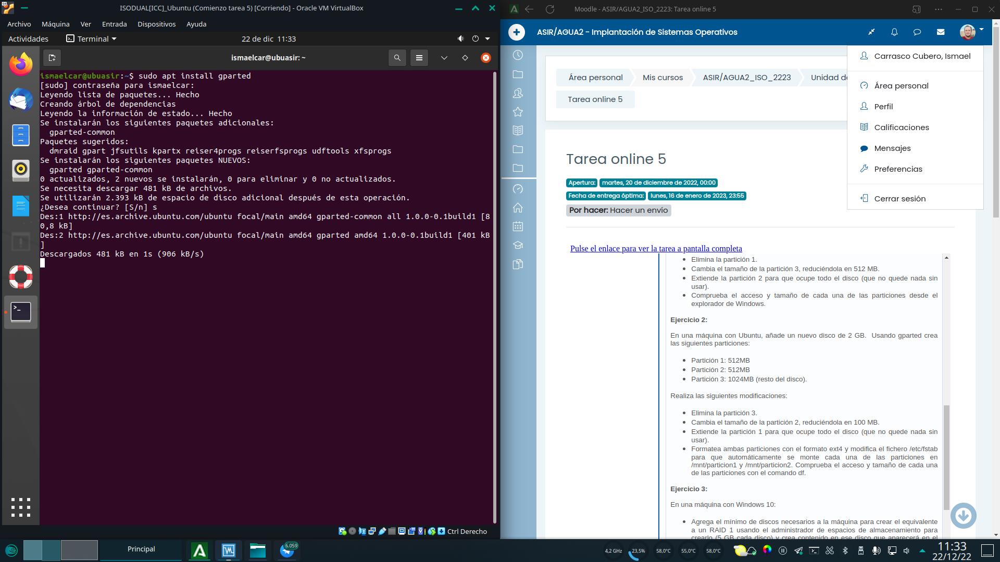 ISODUAL[ICC]_Ubuntu (Comienzo tarea 5) [Corriendo] - Oracle VM VirtualBox
Archivo Máquina Ver Entrada Dispositivos Ayuda
Actividades Terminal 22 de dic 11:33
ismaelcar@ubuasir: ~
ismaelcar@ubuasir:~$ sudo apt install gparted
[sudo] contraseña para ismaelcar:
Leyendo lista de paquetes... Hecho
Creando árbol de dependencias
Leyendo la información de estado... Hecho
Se instalarán los siguientes paquetes adicionales:
gparted-common
Paquetes sugeridos:
dmraid gpart jfsutils kpartx reiser4progs reiserfsprogs udftools xfsprogs
Se instalarán los siguientes paquetes NUEVOS:
gparted gparted-common
0 actualizados, 2 nuevos se instalarán, 0 para eliminar y 0 no actualizados.
Se necesita descargar 481 kB de archivos.
Se utilizarán 2.393 kB de espacio de disco adicional después de esta operación.
¿Desea continuar? [S/n] s
Des:1 http://es.archive.ubuntu.com/ubuntu focal/main amd64 gparted-common all 1.0.0-0.1build1 [8
0,8 kB]
Des:2 http://es.archive.ubuntu.com/ubuntu focal/main amd64 gparted amd64 1.0.0-0.1build1 [401 kB
]
Descargados 481 kB en 1s (906 kB/s)
Ctrl Derecho
Moodle - ASIR/AGUA2_ISO_2223: Tarea online 5
ASIR/AGUA2 - Implantación de Sistemas Operativos
Carrasco Cubero, Ismael
Área personal
Perfil
Calificaciones
Mensajes
Preferencias
Cerrar sesión
Área personal Mis cursos ASIR/AGUA2_ISO_2223 Unidad de
Tarea online 5
Tarea online 5
Apertura: martes, 20 de diciembre de 2022, 00:00
Fecha de entrega óptima: lunes, 16 de enero de 2023, 23:55
Por hacer: Hacer un envío
Pulse el enlace para ver la tarea a pantalla completa
• Elimina la partición 1.
• Cambia el tamaño de la partición 3, reduciéndola en 512 MB.
• Extiende la partición 2 para que ocupe todo el disco (que no quede nada sin
usar).
• Comprueba el acceso y tamaño de cada una de las particiones desde el
explorador de Windows.
Ejercicio 2:
En una máquina con Ubuntu, añade un nuevo disco de 2 GB. Usando gparted crea
las siguientes particiones:
• Partición 1: 512MB
• Partición 2: 512MB
• Partición 3: 1024MB (resto del disco).
Realiza las siguientes modificaciones:
• Elimina la partición 3.
• Cambia el tamaño de la partición 2, reduciéndola en 100 MB.
• Extiende la partición 1 para que ocupe todo el disco (que no quede nada sin
usar).
• Formatea ambas particiones con el formato ext4 y modifica el fichero /etc/fstab
para que automáticamente se monte cada una de las particiones en
/mnt/particion1 y /mnt/particion2. Comprueba el acceso y tamaño de cada una
de las particiones con el comando df.
Ejercicio 3:
En una máquina con Windows 10:
• Agrega el mínimo de discos necesarios a la máquina para crear el equivalente
a un RAID 1 usando el administrador de espacios de almacenamiento para
crearlo (5 GB cada disco) y crea contenido en ese disco que aparecerá en el
Principal
6.059
4,2 GHz 23,5% 58,0°C 55,0°C 58,0°C
11:33
22/12/22